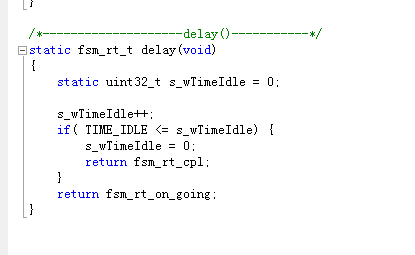 }
/*--------------------delay()-----------*/
static fsm_rt_t delay(void)
{
    static uint32_t s_wTimeIdle = 0;

    s_wTimeIdle++;
    if( TIME_IDLE <= s_wTimeIdle) {
        s_wTimeIdle = 0;
        return fsm_rt_cpl;
    }
    return fsm_rt_on_going;
}